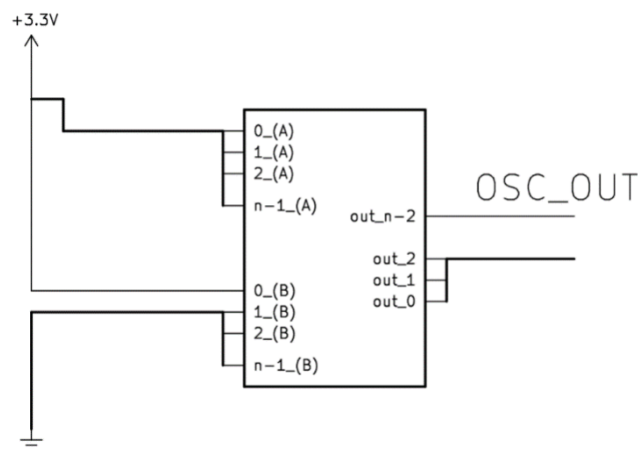 +3.3V
0_(A)
1_(A)
2_(A)
n-1_(A)
OSC_OUT
out_n-2
out_2
out_1
out_0
0_(B)
1_(B)
2_(B)
n-1_(B)